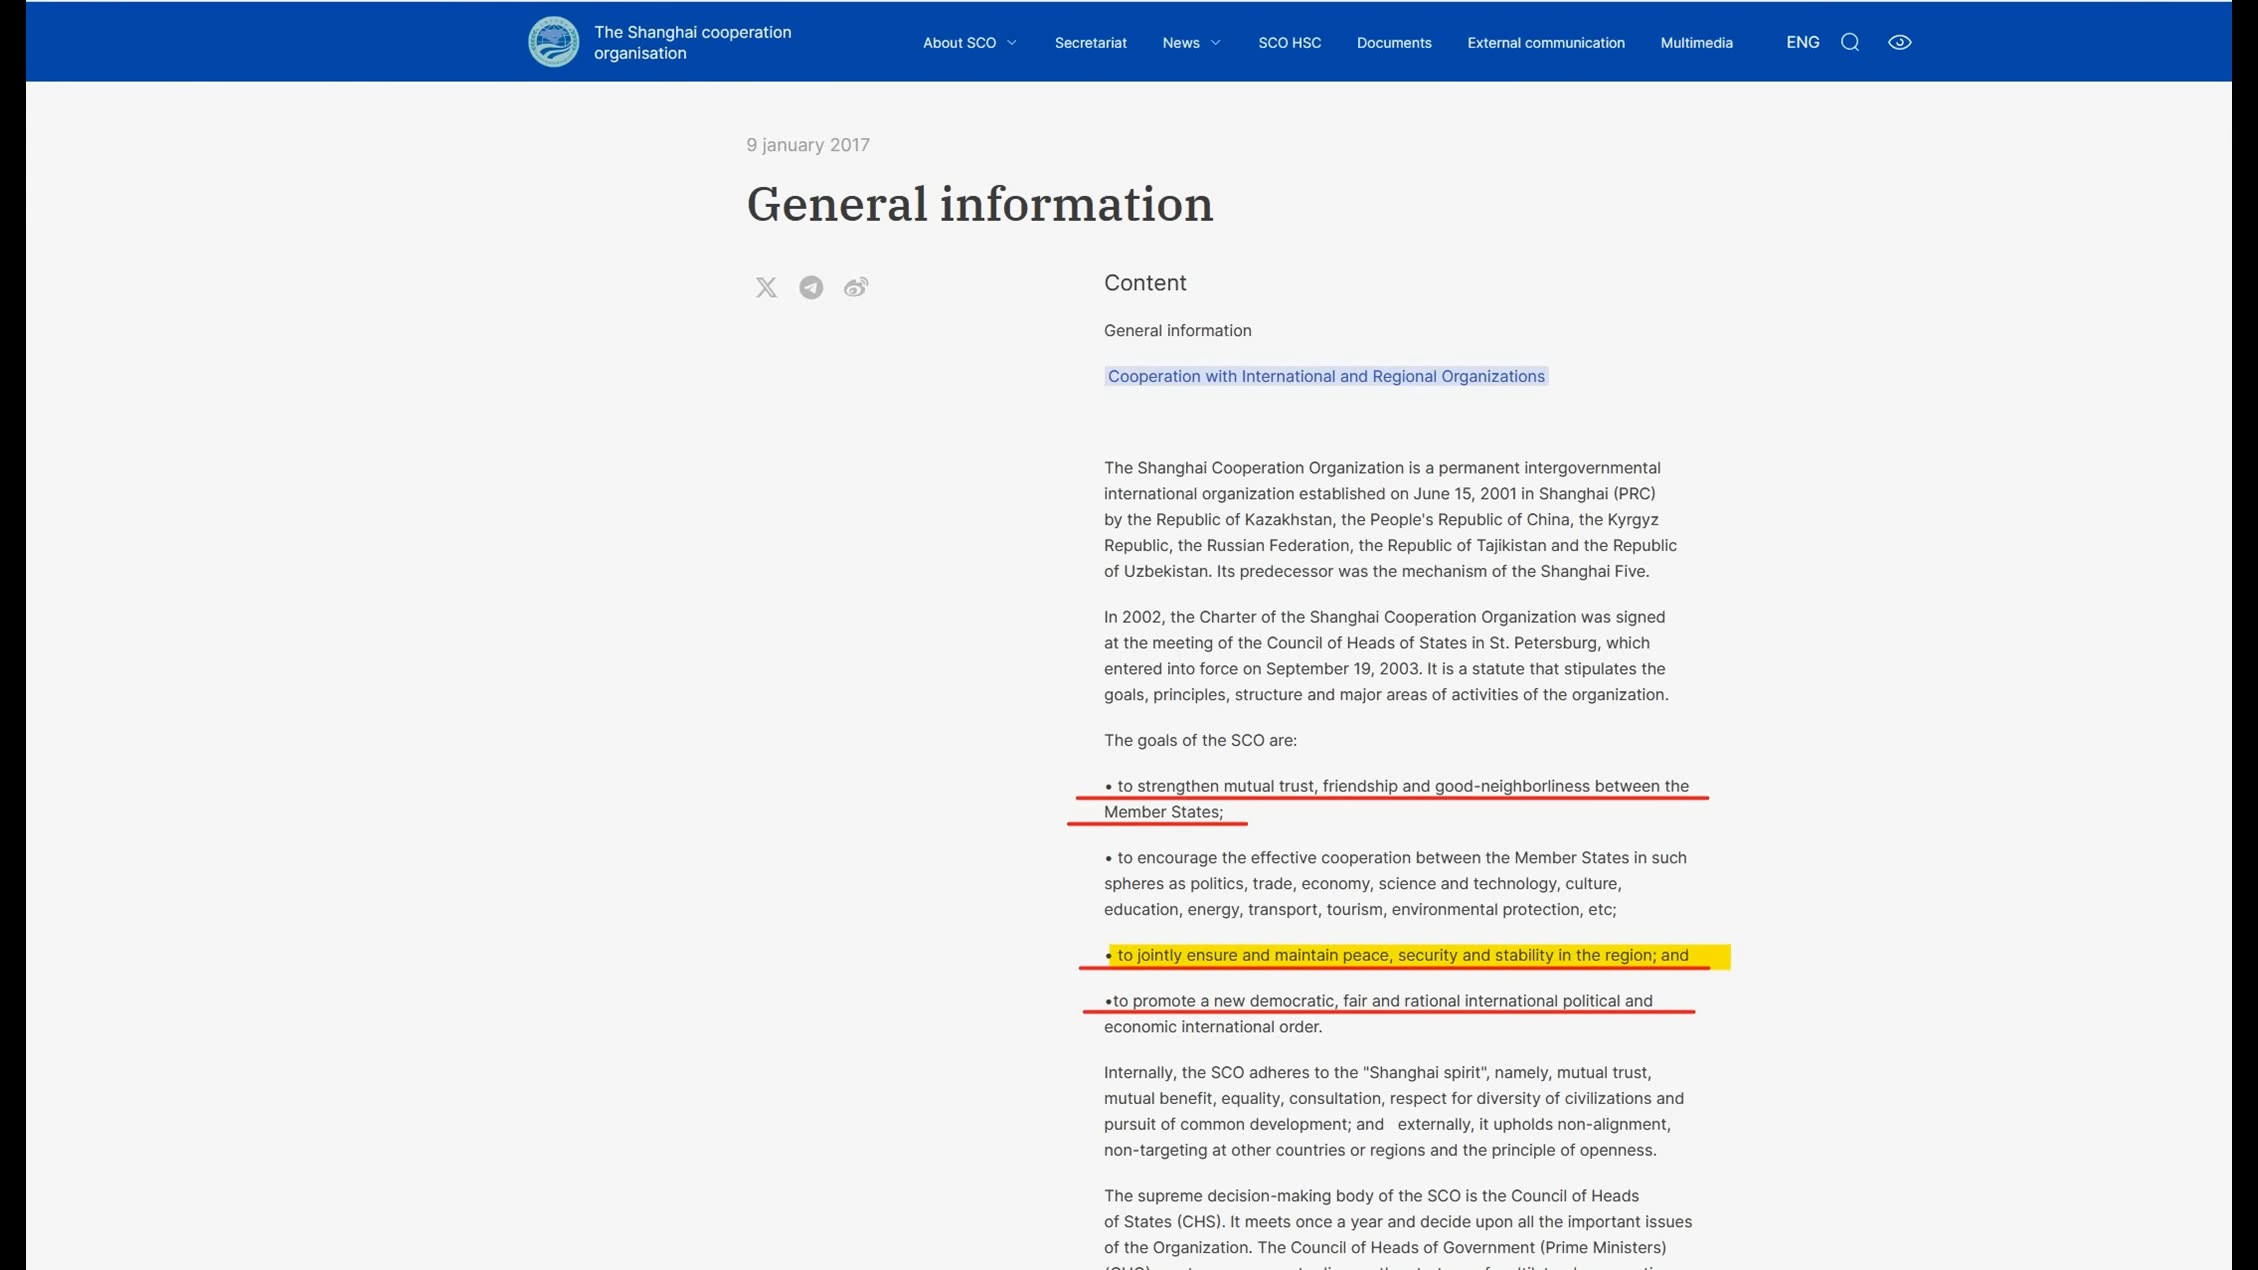 The Shanghai cooperation
organisation
About SCO
Secretariat
News
SCO HSC
Documents
External communication
Multimedia
ENG
9 january 2017
General information
Content
General information
Cooperation with International and Regional Organizations
The Shanghai Cooperation Organization is a permanent intergovernmental
international organization established on June 15, 2001 in Shanghai (PRC)
by the Republic of Kazakhstan, the People's Republic of China, the Kyrgyz
Republic, the Russian Federation, the Republic of Tajikistan and the Republic
of Uzbekistan. Its predecessor was the mechanism of the Shanghai Five.
In 2002, the Charter of the Shanghai Cooperation Organization was signed
at the meeting of the Council of Heads of States in St. Petersburg, which
entered into force on September 19, 2003. It is a statute that stipulates the
goals, principles, structure and major areas of activities of the organization.
The goals of the SCO are:
• to strengthen mutual trust, friendship and good-neighborliness between the
Member States;
• to encourage the effective cooperation between the Member States in such
spheres as politics, trade, economy, science and technology, culture,
education, energy, transport, tourism, environmental protection, etc;
• to jointly ensure and maintain peace, security and stability in the region; and
•to promote a new democratic, fair and rational international political and
economic international order.
Internally, the SCO adheres to the "Shanghai spirit", namely, mutual trust,
mutual benefit, equality, consultation, respect for diversity of civilizations and
pursuit of common development; and externally, it upholds non-alignment,
non-targeting at other countries or regions and the principle of openness.
The supreme decision-making body of the SCO is the Council of Heads
of States (CHS). It meets once a year and decide upon all the important issues
of the Organization. The Council of Heads of Government (Prime Ministers)